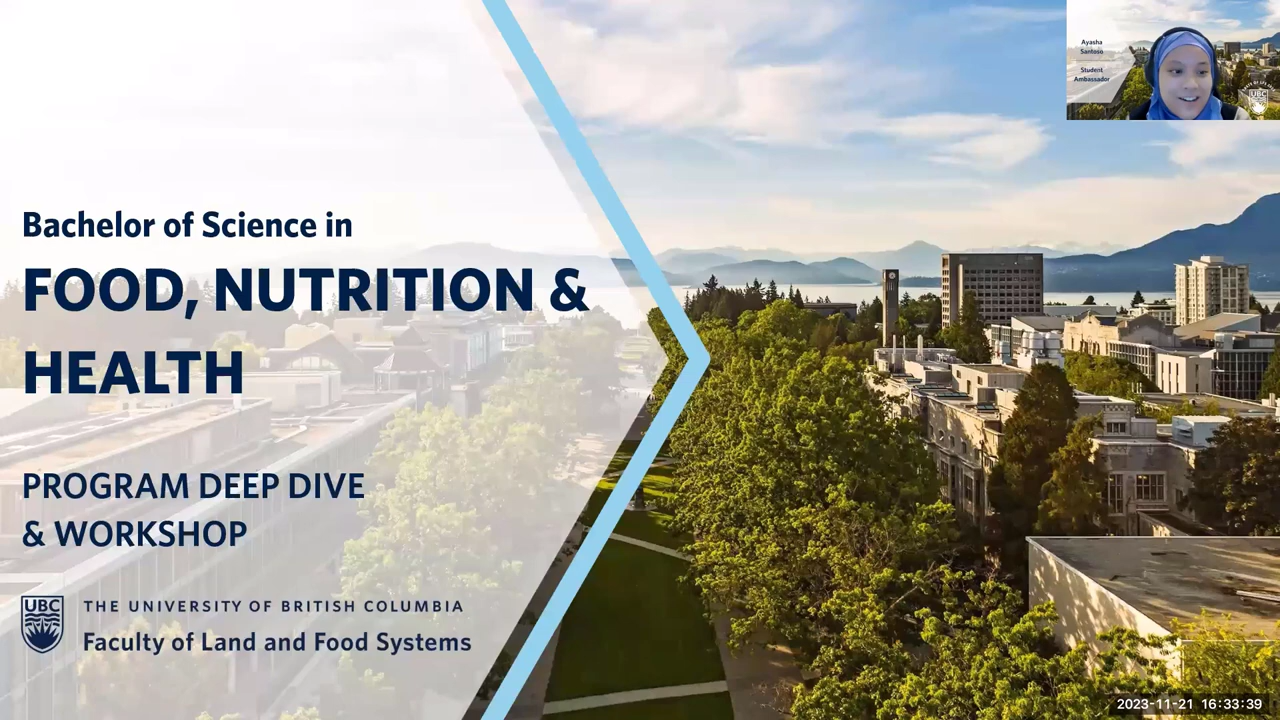 Bachelor of Science in
FOOD, NUTRITION &
HEALTH
PROGRAM DEEP DIVE
& WORKSHOP
UBC
THE UNIVERSITY OF BRITISH COLUMBIA
Faculty of Land and Food Systems
Ayasha
Santoso
Student
Ambassador
UBC
2023-11-21 16:33:39